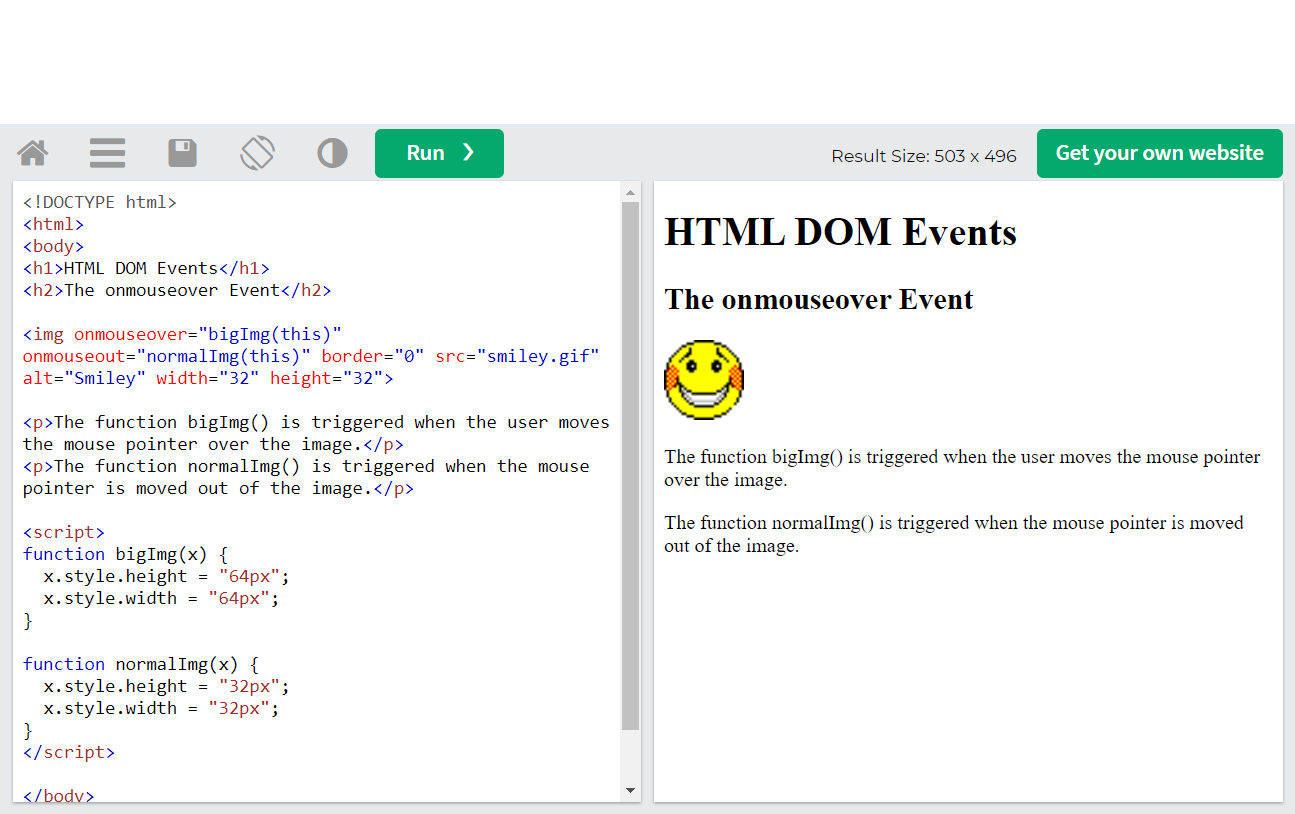 Run ❯
Result Size: 503 x 496
Get your own website
<!DOCTYPE html>
<html>
<body>
<h1>HTML DOM Events</h1>
<h2>The onmouseover Event</h2>
<img onmouseover="bigImg(this)"
onmouseout="normalImg(this)" border="0" src="smiley.gif"
alt="Smiley" width="32" height="32">
<p>The function bigImg() is triggered when the user moves
the mouse pointer over the image.</p>
<p>The function normalImg() is triggered when the mouse
pointer is moved out of the image.</p>
<script>
function bigImg(x) {
  x.style.height = "64px";
  x.style.width = "64px";
}
function normalImg(x) {
  x.style.height = "32px";
  x.style.width = "32px";
}
</script>
</body>
HTML DOM Events
The onmouseover Event
The function bigImg() is triggered when the user moves the mouse pointer
over the image.
The function normalImg() is triggered when the mouse pointer is moved
out of the image.